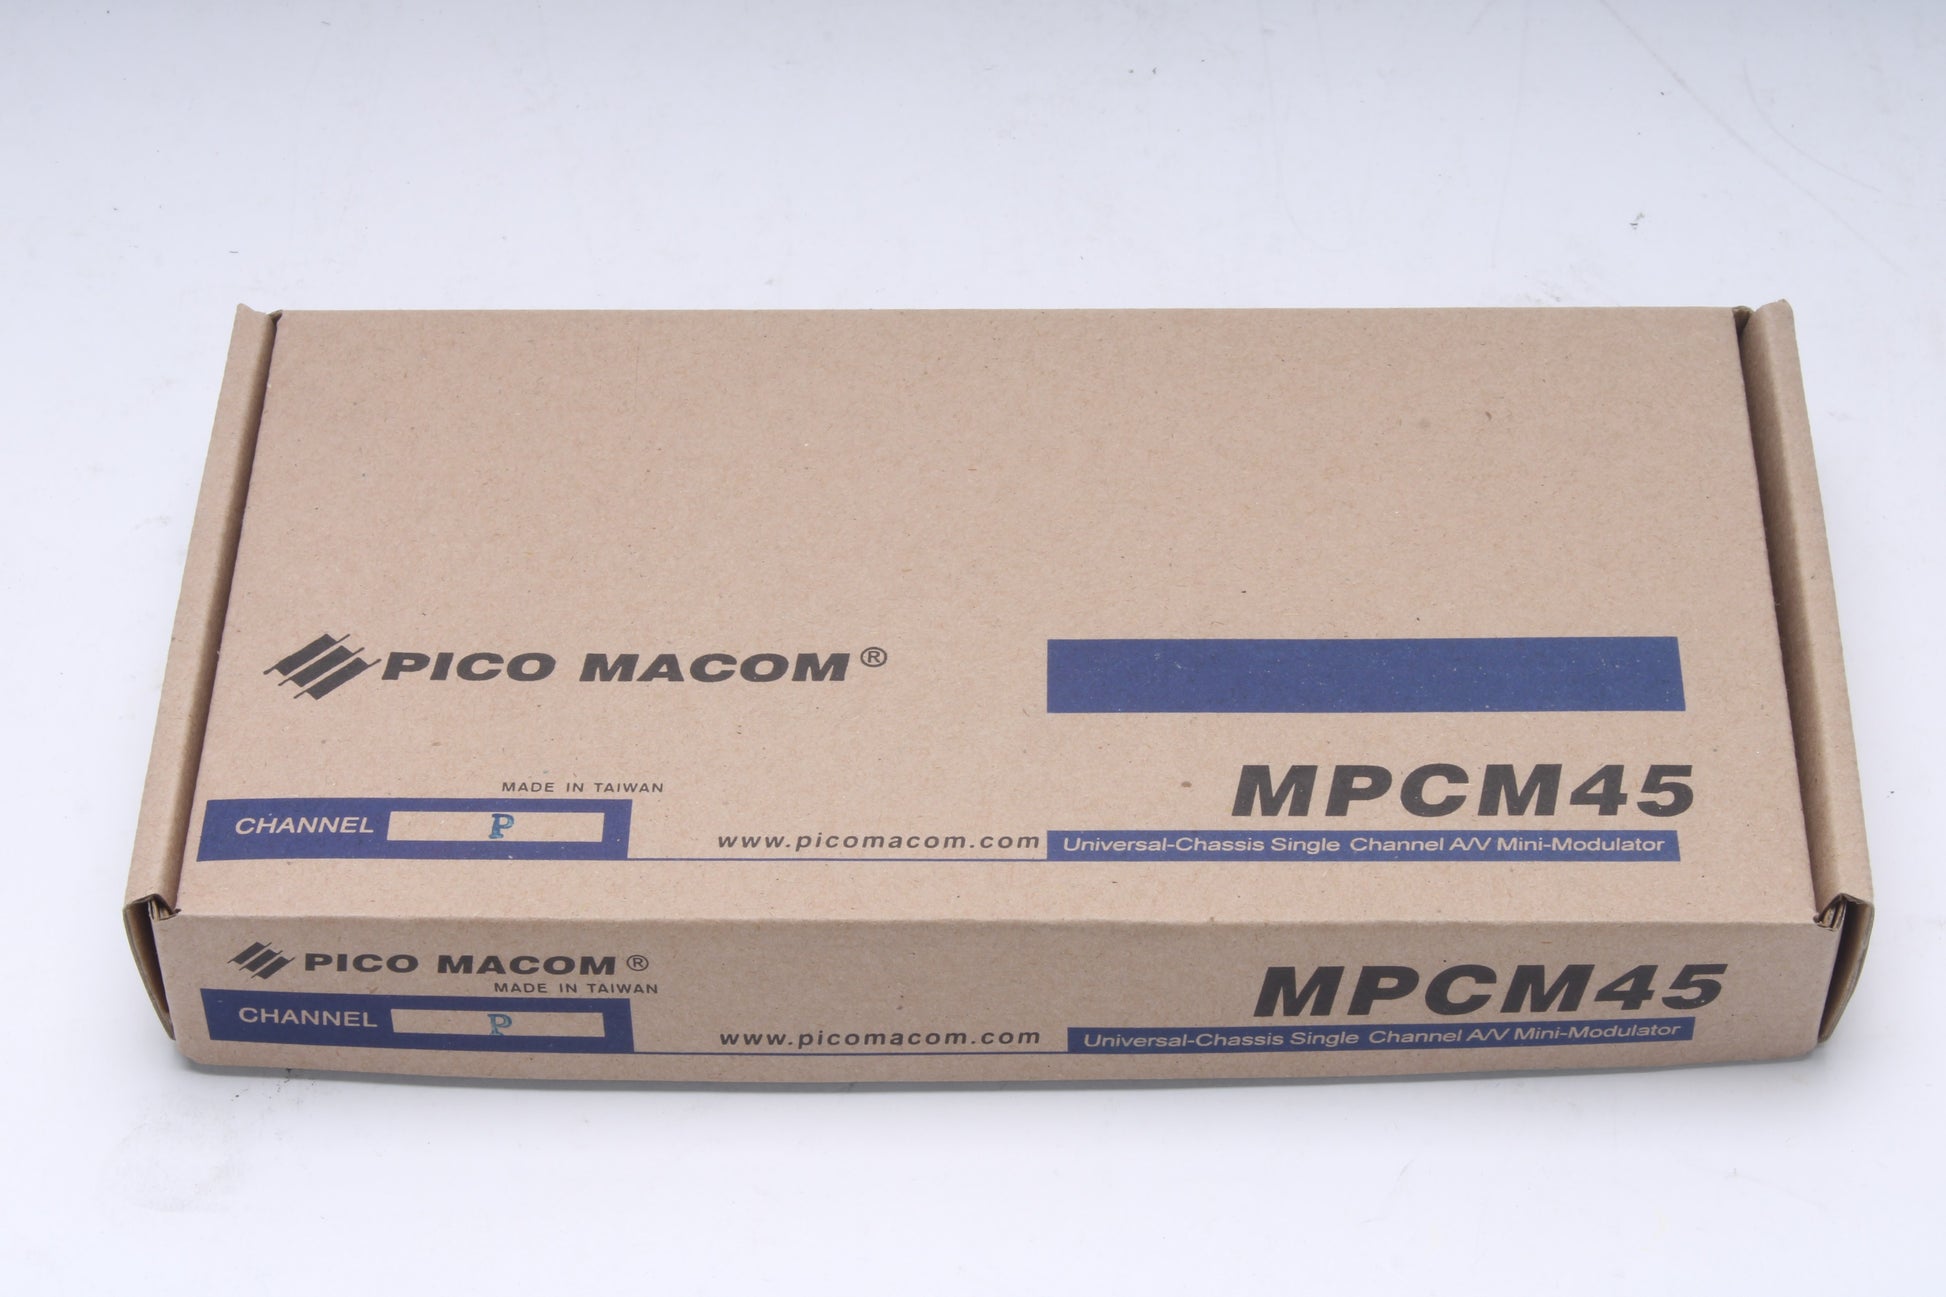 PICO MACOM®
MPCM45
MADE IN TAIWAN
CHANNEL P
www.picomacom.com
Universal-Chassis Single Channel A/V Mini-Modulator
PICO MACOM®
MADE IN TAIWAN
MPCM45
CHANNEL P
www.picomacom.com
Universal-Chassis Single Channel A/V Mini-Modulator